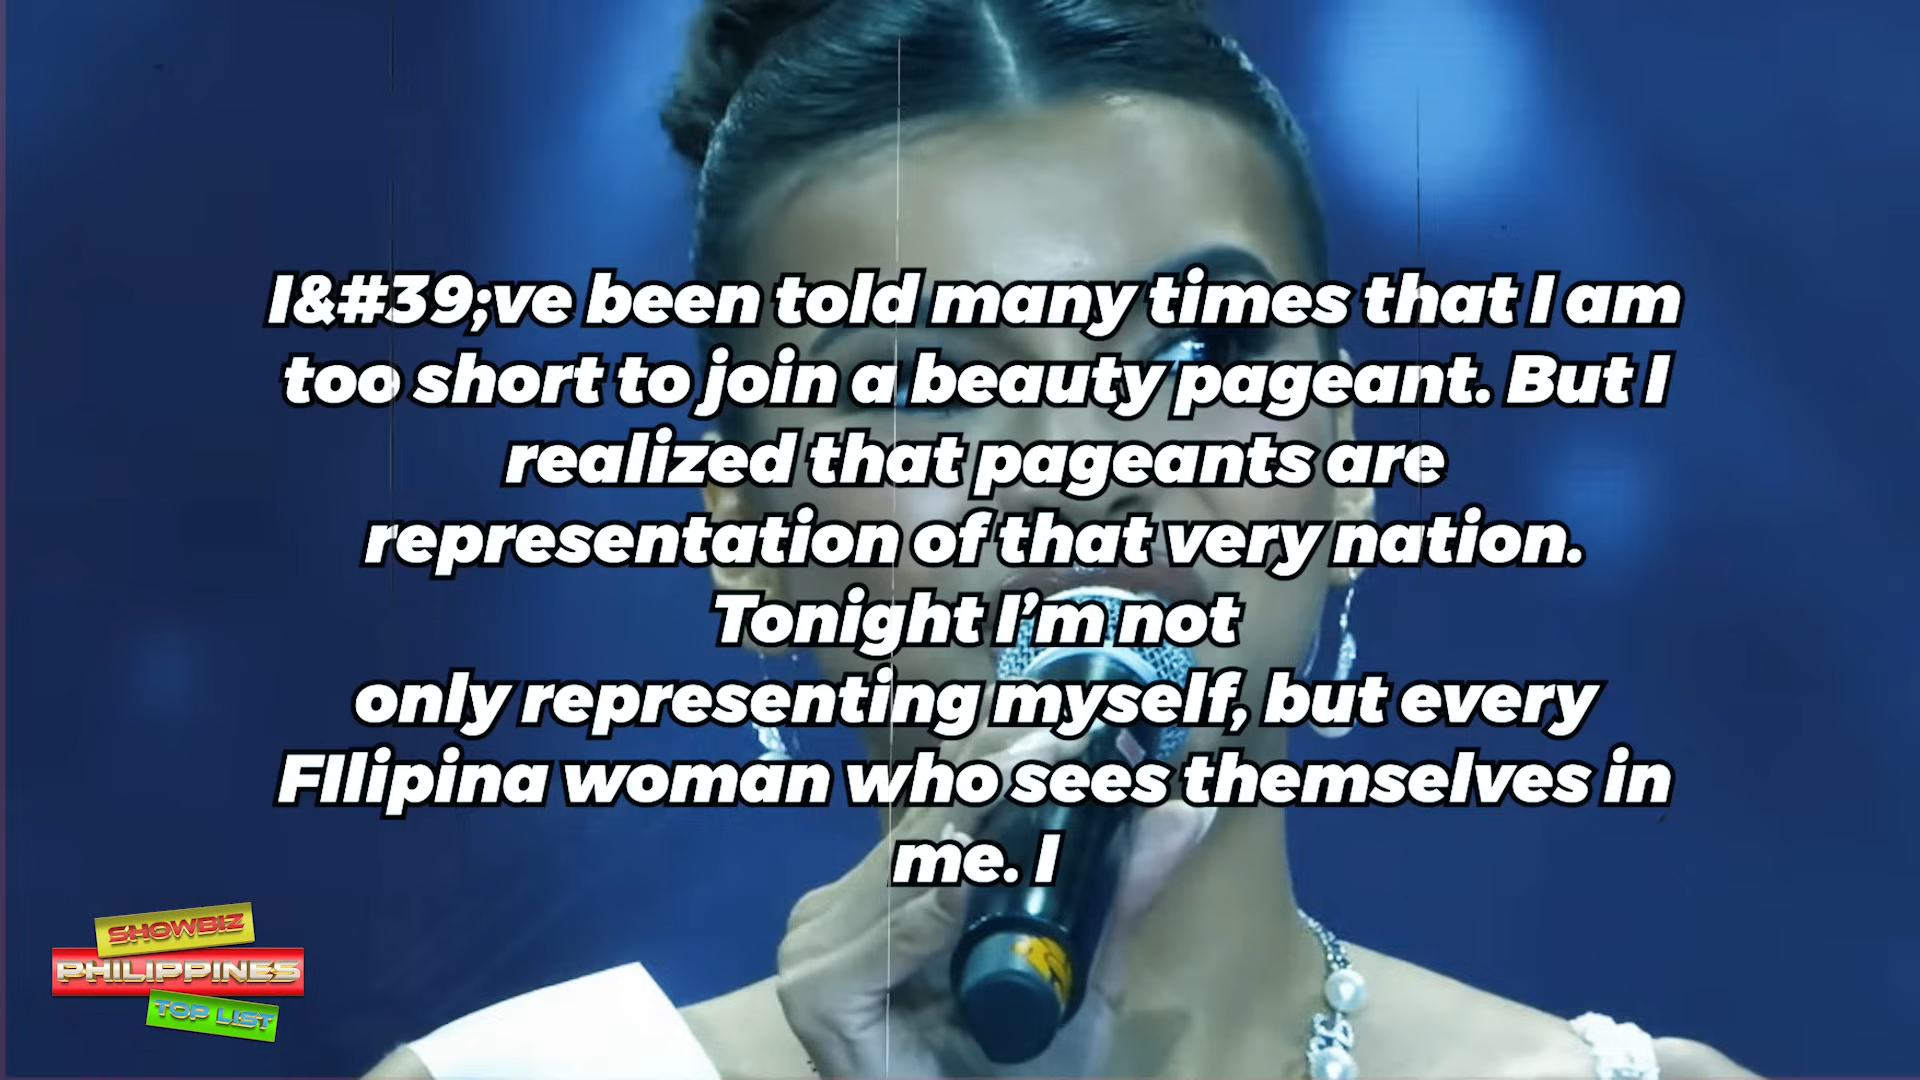 I&#39;ve been told many times that I am
too short to join a beauty pageant. But I
realized that pageants are
representation of that very nation.
Tonight I’m not
only representing myself, but every
FIlipina woman who sees themselves in
me. I
SHOWBIZ
PHILIPPINES
TOP LIST